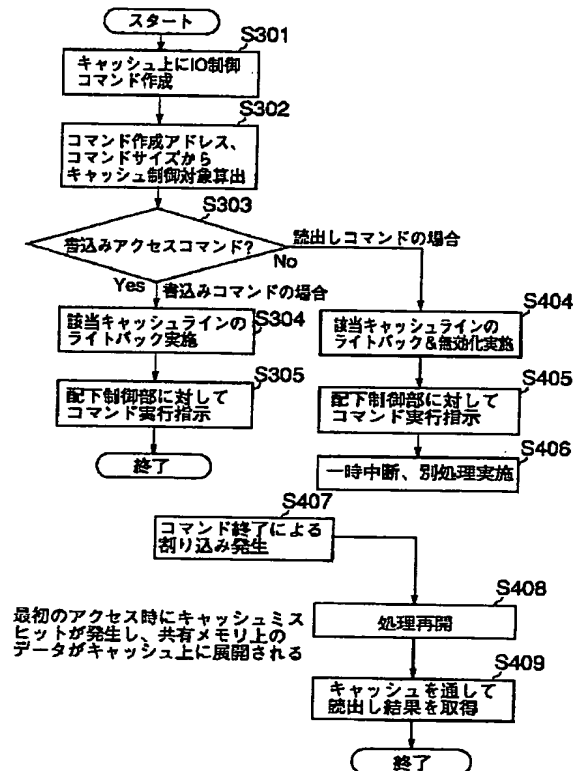 スタート
S301
キャッシュ上にIO制御
コマンド作成
S302
コマンド作成アドレス、
コマンドサイズから
キャッシュ制御対象算出
S303
書込みアクセスコマンド?
読出しコマンドの場合
No
Yes
書込みコマンドの場合
S304
該当キャッシュラインの
ライトバック実施
S305
配下制御部に対して
コマンド実行指示
終了
S404
該当キャッシュラインの
ライトバック&無効化実施
S405
配下制御部に対して
コマンド実行指示
S406
一時中断、別処理実施
S407
コマンド終了による
割り込み発生
S408
処理再開
最初のアクセス時にキャッシュミス
ヒットが発生し、共有メモリ上の
データがキャッシュ上に展開される
S409
キャッシュを通して
読出し結果を取得
終了